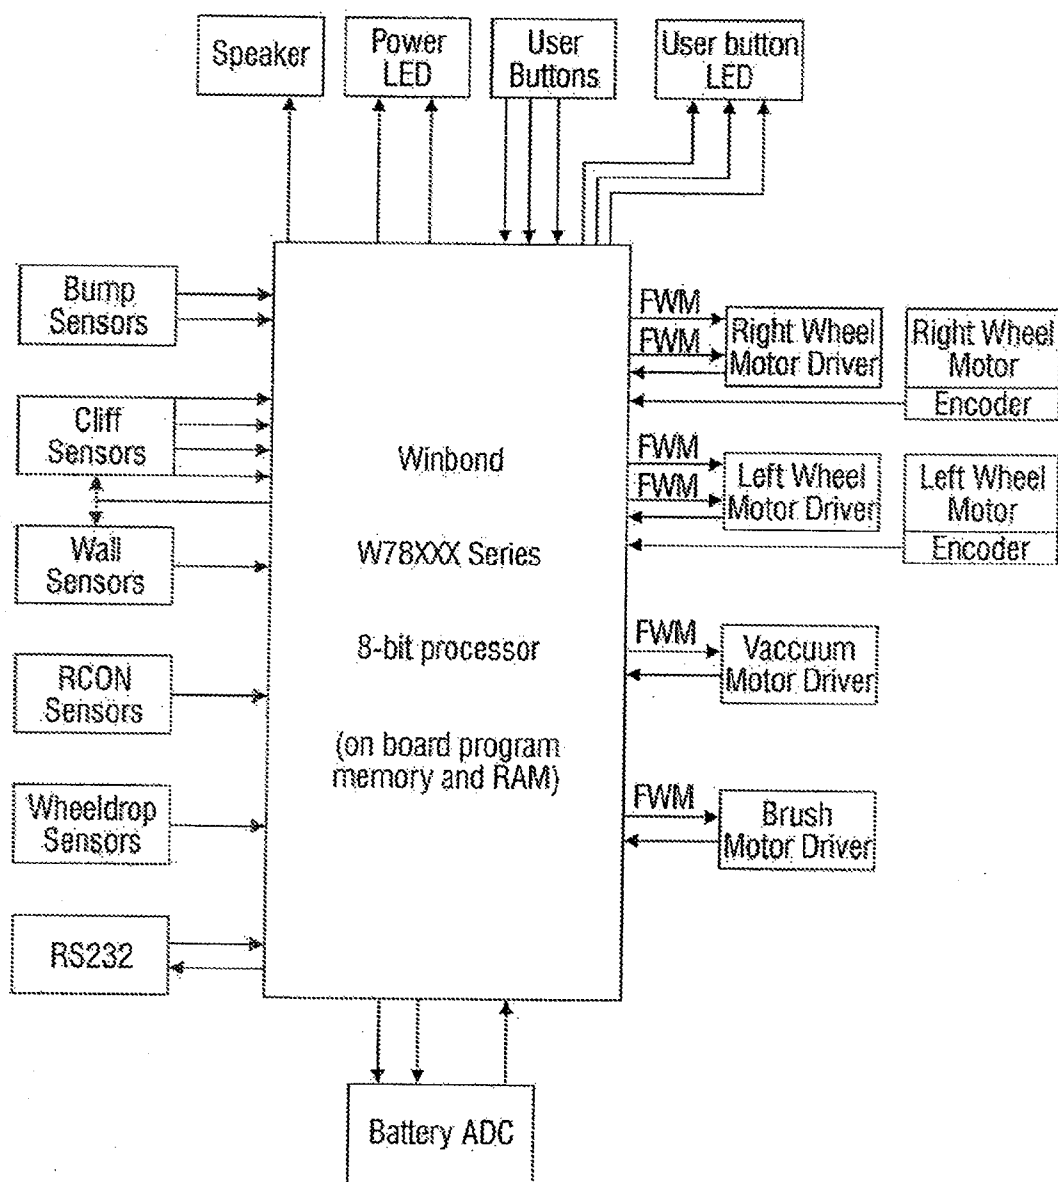 Speaker
Power
LED
User
Buttons
User button
LED
Bump
Sensors
Cliff
Sensors
Wall
Sensors
RCON
Sensors
Wheeldrop
Sensors
RS232
Winbond
W78XXX Series
8-bit processor
(on board program
memory and RAM)
FWM
FWM
Right Wheel
Motor Driver
Right Wheel
Motor
Encoder
FWM
FWM
Left Wheel
Motor Driver
Left Wheel
Motor
Encoder
FWM
Vaccuum
Motor Driver
FWM
Brush
Motor Driver
Battery ADC